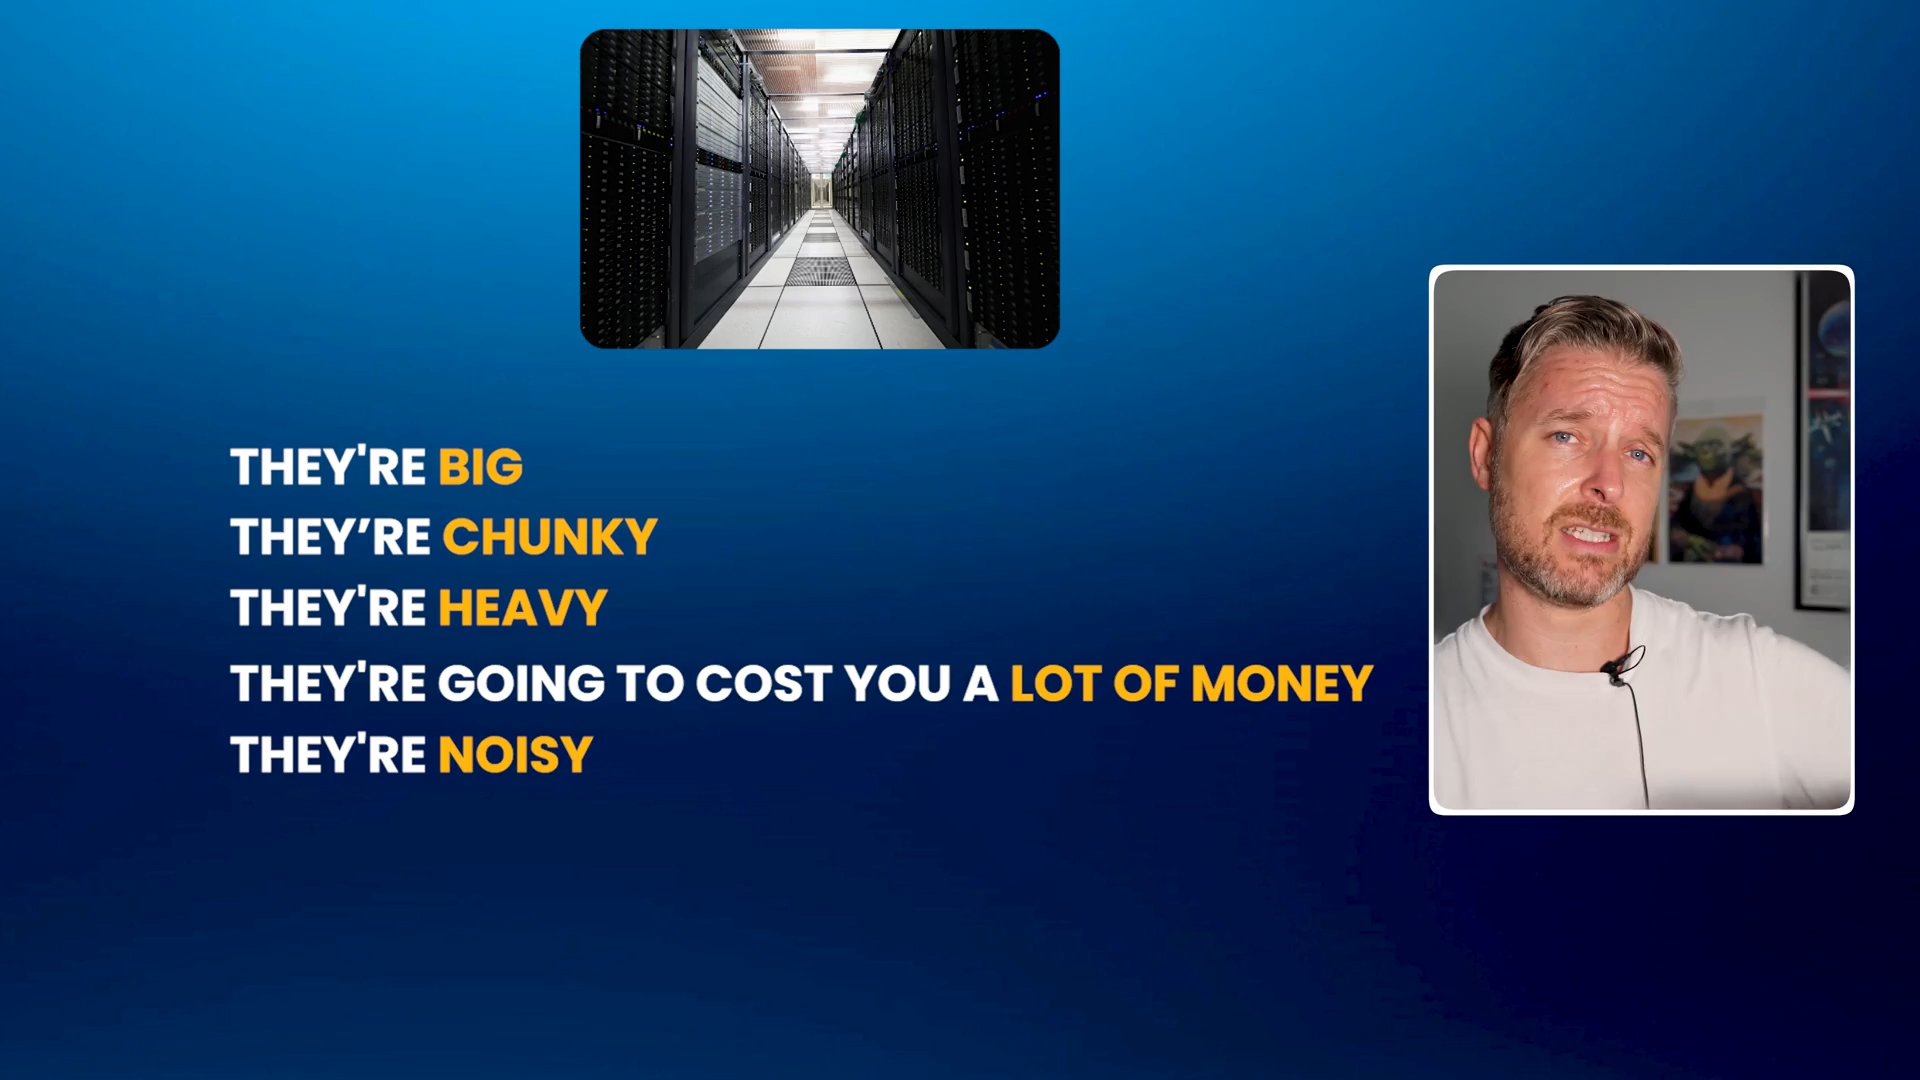 THEY'RE BIG
THEY’RE CHUNKY
THEY'RE HEAVY
THEY'RE GOING TO COST YOU A LOT OF MONEY
THEY'RE NOISY